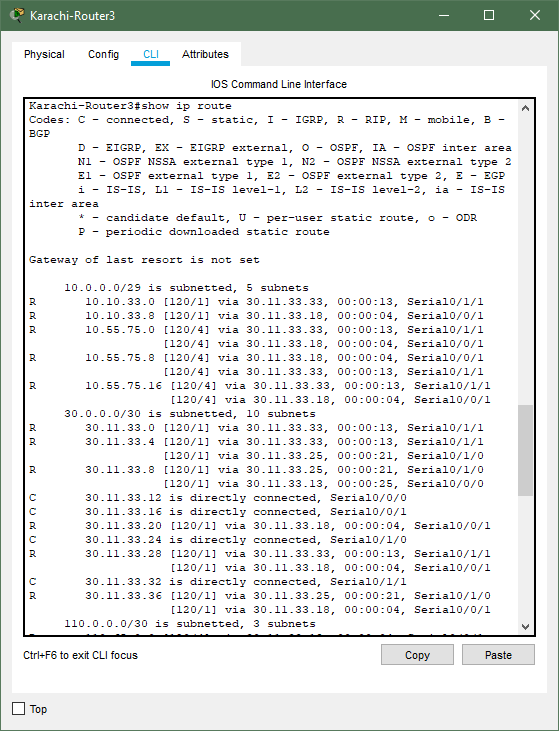 Karachi-Router3
Physical Config CLI Attributes
IOS Command Line Interface
Karachi-Router3#show ip route
Codes: C - connected, S - static, I - IGRP, R - RIP, M - mobile, B -
BGP
D - EIGRP, EX - EIGRP external, O - OSPF, IA - OSPF inter area
N1 - OSPF NSSA external type 1, N2 - OSPF NSSA external type 2
E1 - OSPF external type 1, E2 - OSPF external type 2, E - EGP
i - IS-IS, L1 - IS-IS level-1, L2 - IS-IS level-2, ia - IS-IS
inter area
* - candidate default, U - per-user static route, o - ODR
P - periodic downloaded static route
Gateway of last resort is not set
10.0.0.0/29 is subnetted, 5 subnets
R 10.10.33.0 [120/1] via 30.11.33.33, 00:00:13, Serial0/1/1
R 10.10.33.8 [120/1] via 30.11.33.18, 00:00:04, Serial0/0/1
R 10.55.75.0 [120/4] via 30.11.33.33, 00:00:13, Serial0/1/1
[120/4] via 30.11.33.18, 00:00:04, Serial0/0/1
R 10.55.75.8 [120/4] via 30.11.33.18, 00:00:04, Serial0/0/1
[120/4] via 30.11.33.33, 00:00:13, Serial0/1/1
R 10.55.75.16 [120/4] via 30.11.33.33, 00:00:13, Serial0/1/1
[120/4] via 30.11.33.18, 00:00:04, Serial0/0/1
30.0.0.0/30 is subnetted, 10 subnets
R 30.11.33.0 [120/1] via 30.11.33.33, 00:00:13, Serial0/1/1
R 30.11.33.4 [120/1] via 30.11.33.33, 00:00:13, Serial0/1/1
[120/1] via 30.11.33.25, 00:00:21, Serial0/1/0
R 30.11.33.8 [120/1] via 30.11.33.25, 00:00:21, Serial0/1/0
[120/1] via 30.11.33.13, 00:00:25, Serial0/0/0
C 30.11.33.12 is directly connected, Serial0/0/0
C 30.11.33.16 is directly connected, Serial0/0/1
R 30.11.33.20 [120/1] via 30.11.33.18, 00:00:04, Serial0/0/1
C 30.11.33.24 is directly connected, Serial0/1/0
R 30.11.33.28 [120/1] via 30.11.33.33, 00:00:13, Serial0/1/1
[120/1] via 30.11.33.18, 00:00:04, Serial0/0/1
C 30.11.33.32 is directly connected, Serial0/1/1
R 30.11.33.36 [120/1] via 30.11.33.25, 00:00:21, Serial0/1/0
[120/1] via 30.11.33.18, 00:00:04, Serial0/0/1
110.0.0.0/30 is subnetted, 3 subnets
Ctrl+F6 to exit CLI focus
Copy Paste
Top